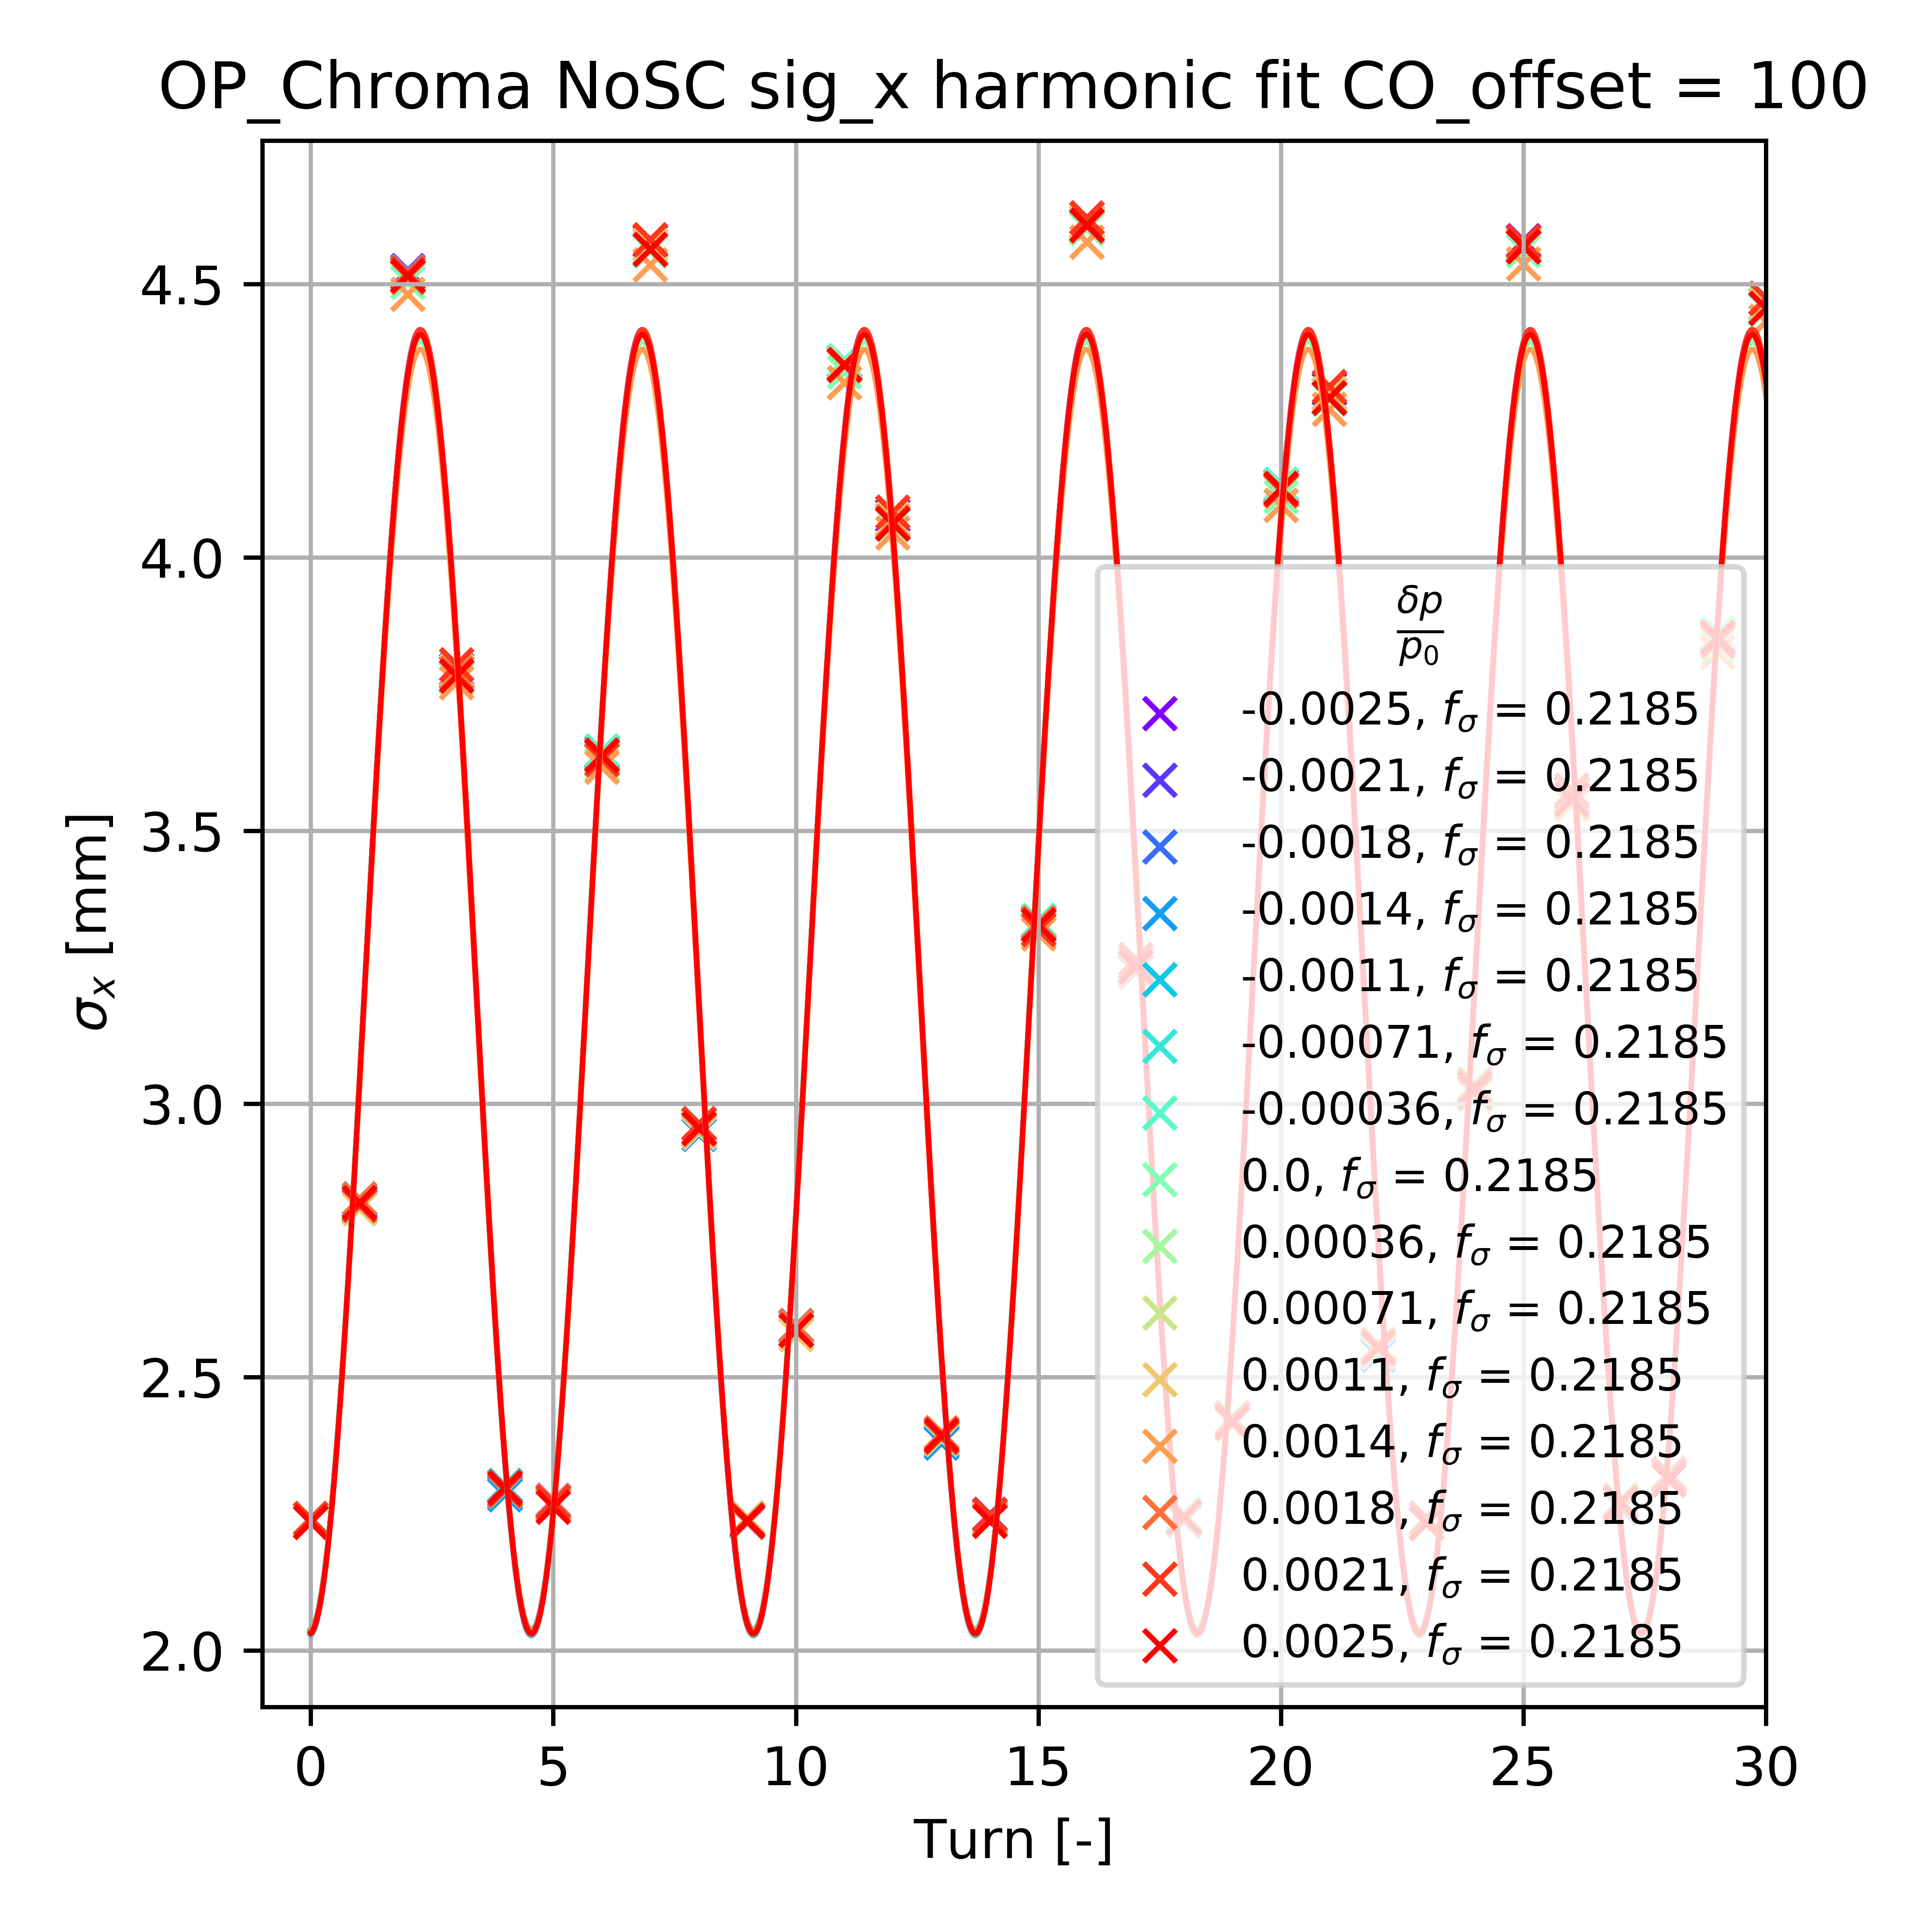 OP_Chroma NoSC sig_x harmonic fit CO_offset = 100
σx [mm]
4.5
4.0
3.5
3.0
2.5
2.0
δp
p0
-0.0025, fσ = 0.2185
-0.0021, fσ = 0.2185
-0.0018, fσ = 0.2185
-0.0014, fσ = 0.2185
-0.0011, fσ = 0.2185
-0.00071, fσ = 0.2185
-0.00036, fσ = 0.2185
0.0, fσ = 0.2185
0.00036, fσ = 0.2185
0.00071, fσ = 0.2185
0.0011, fσ = 0.2185
0.0014, fσ = 0.2185
0.0018, fσ = 0.2185
0.0021, fσ = 0.2185
0.0025, fσ = 0.2185
0 5 10 15 20 25 30
Turn [-]